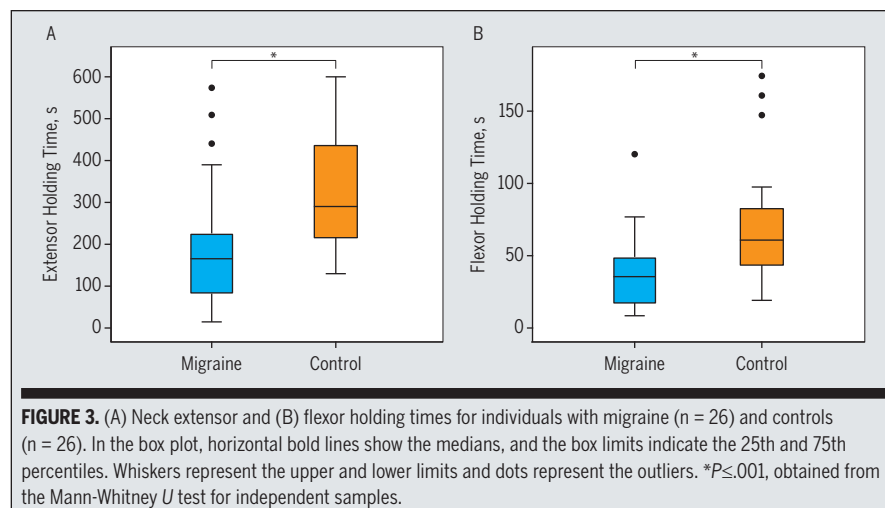 A
B
*
*
Extensor Holding Time, s
600
500
400
300
200
100
0
Migraine
Control
Flexor Holding Time, s
150
100
50
0
Migraine
Control
FIGURE 3. (A) Neck extensor and (B) flexor holding times for individuals with migraine (n = 26) and controls
(n = 26). In the box plot, horizontal bold lines show the medians, and the box limits indicate the 25th and 75th
percentiles. Whiskers represent the upper and lower limits and dots represent the outliers. *P≤.001, obtained from
the Mann-Whitney U test for independent samples.